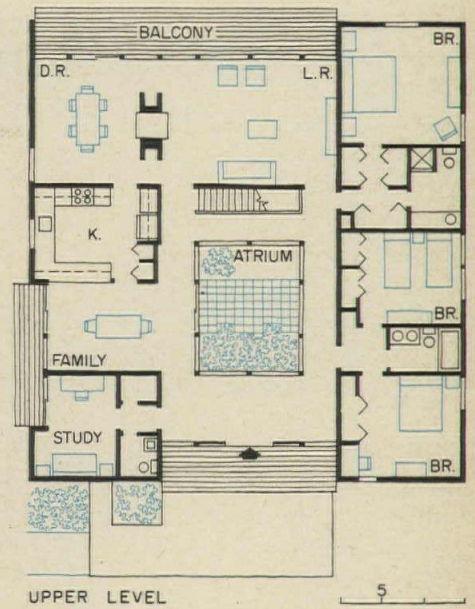 BALCONY
BR.
D.R.
L.R.
K.
ATRIUM
BR.
FAMILY
STUDY
BR.
UPPER LEVEL
5